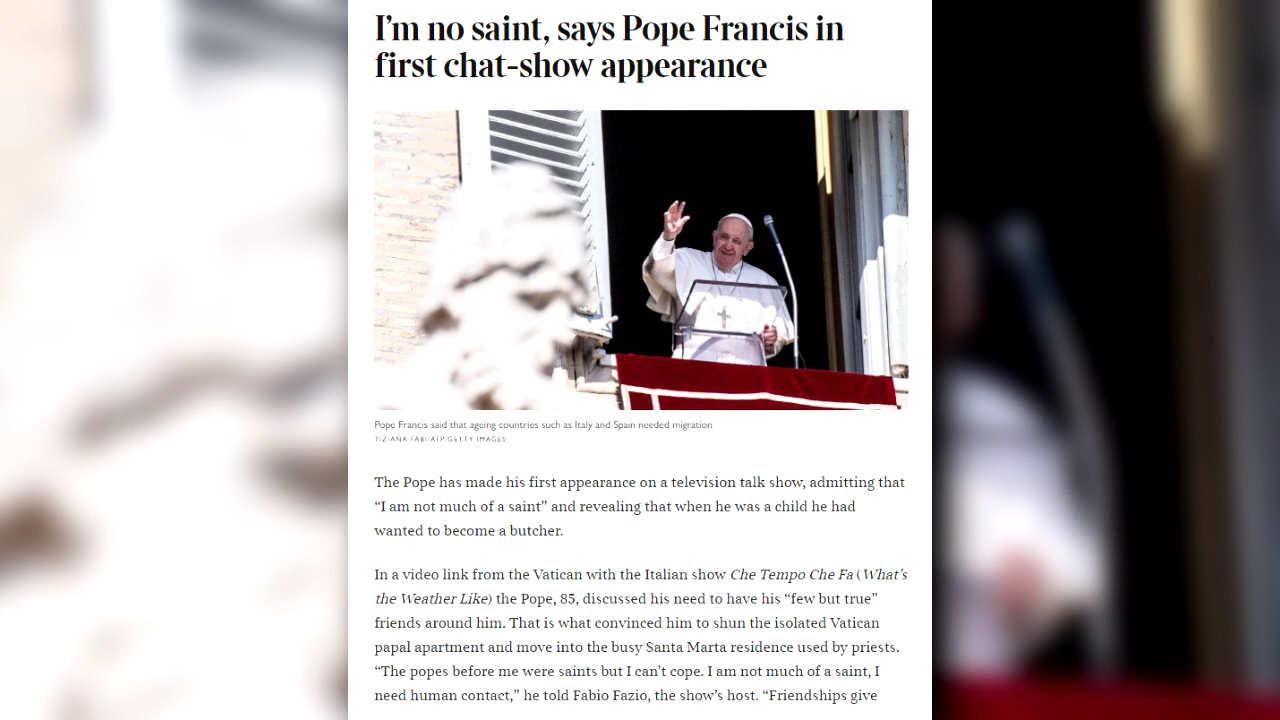 I'm no saint, says Pope Francis in
first chat-show appearance
Pope Francis said that ageing countries such as Italy and Spain needed migration
TIZIANA FABI/AFP/GETTY IMAGES
The Pope has made his first appearance on a television talk show, admitting that
“I am not much of a saint” and revealing that when he was a child he had
wanted to become a butcher.
In a video link from the Vatican with the Italian show Che Tempo Che Fa (What’s
the Weather Like) the Pope, 85, discussed his need to have his “few but true”
friends around him. That is what convinced him to shun the isolated Vatican
papal apartment and move into the busy Santa Marta residence used by priests.
“The popes before me were saints but I can’t cope. I am not much of a saint, I
need human contact,” he told Fabio Fazio, the show’s host. “Friendships give